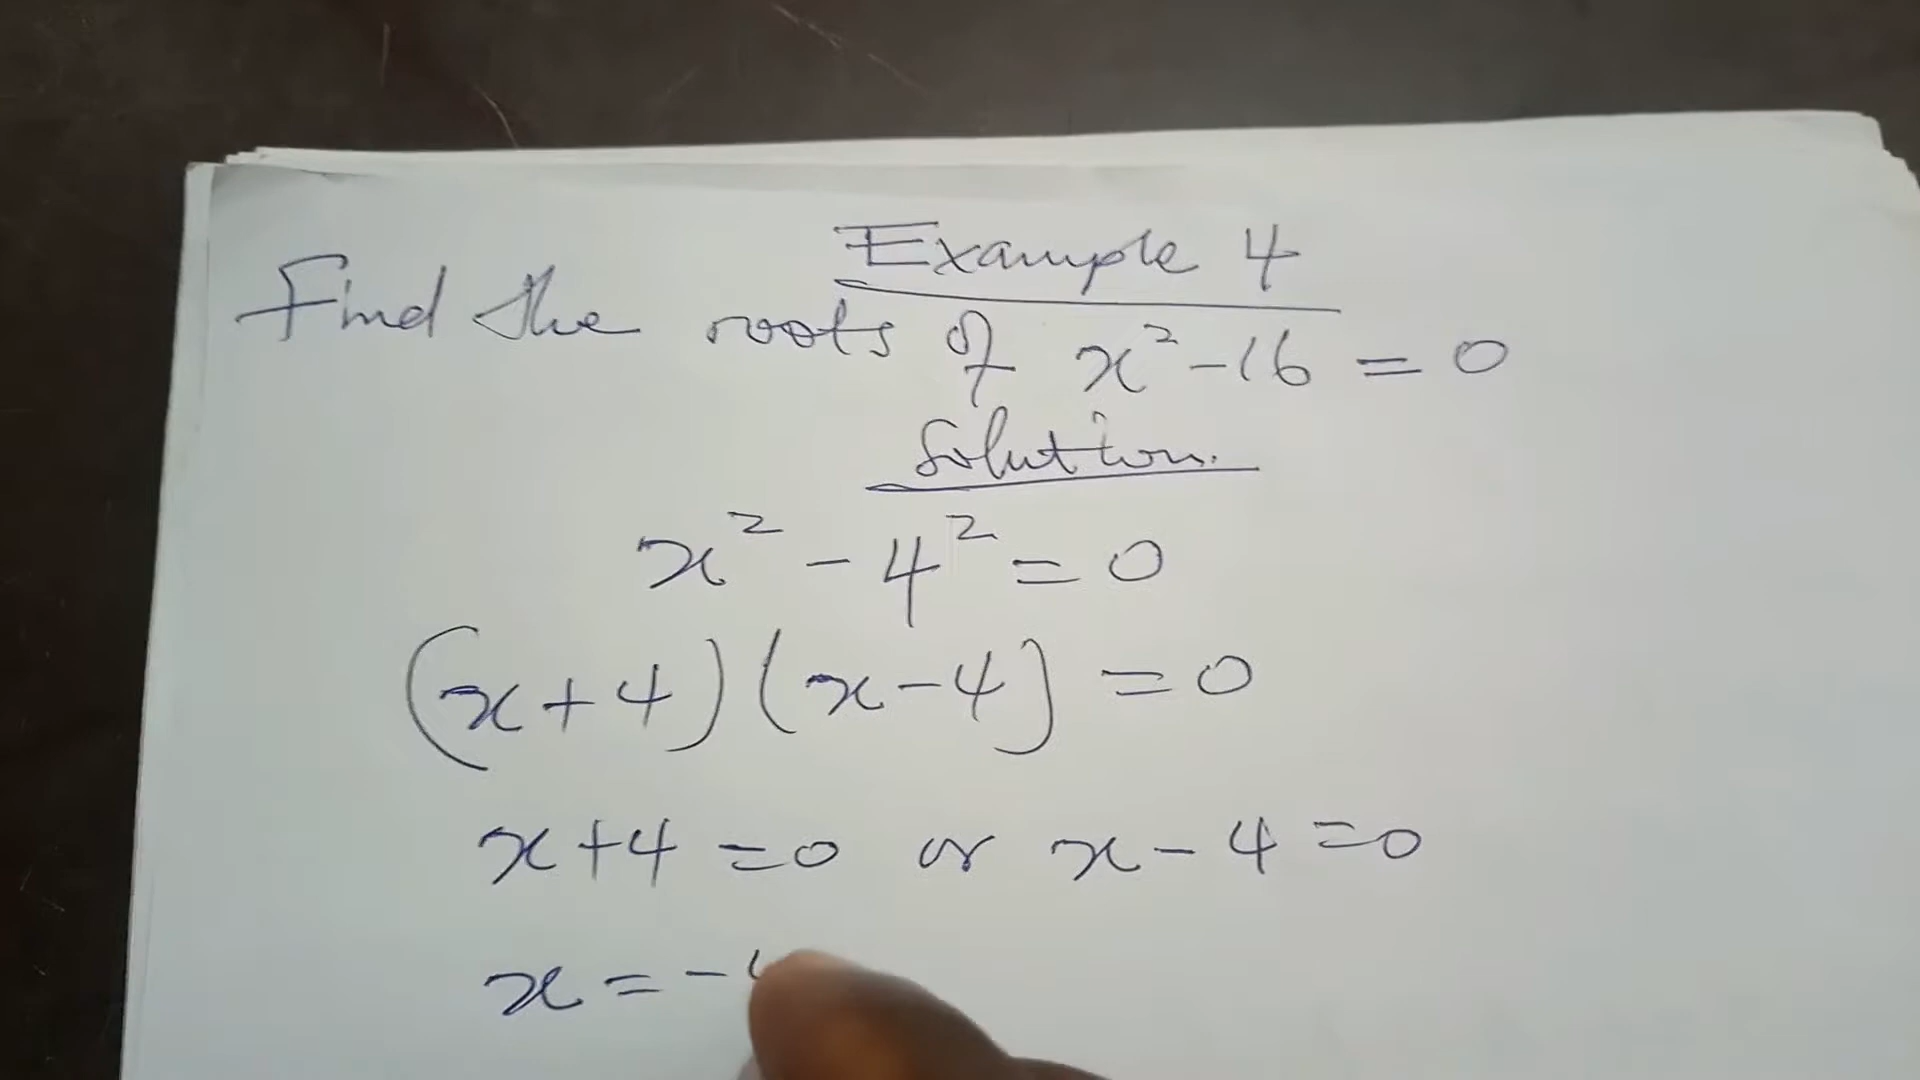 Example 4
Find the roots of x² - 16 = 0
Solution.
x² - 4² = 0
(x + 4) (x - 4) = 0
x + 4 = 0 or x - 4 = 0
x = -